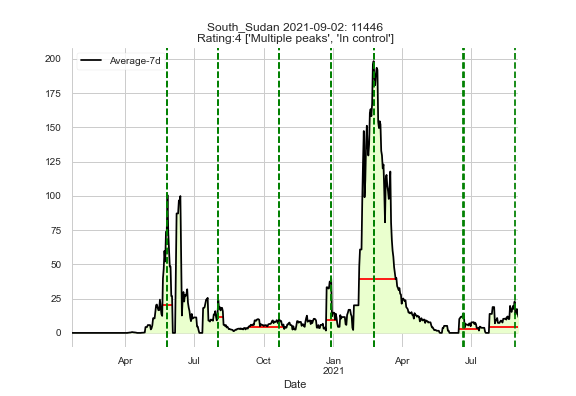 South_Sudan 2021-09-02: 11446
Rating:4 ['Multiple peaks', 'In control']
Average-7d
200
175
150
125
100
75
50
25
0
Apr
Jul
Oct
Jan
2021
Apr
Jul
Date